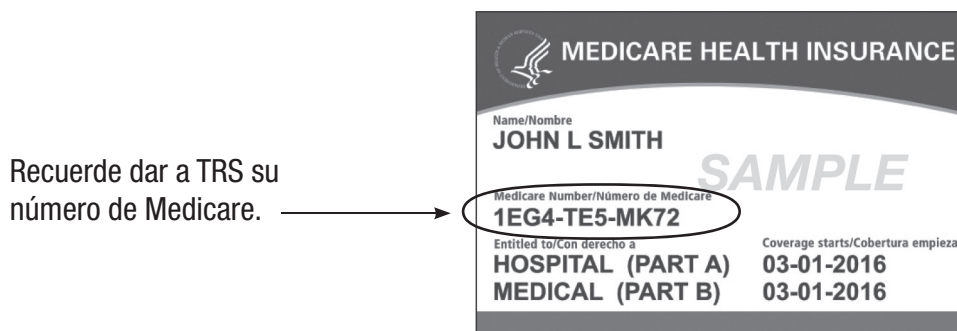 MEDICARE HEALTH INSURANCE
Name/Nombre
JOHN L SMITH
SAMPLE
Recuerde dar a TRS su
número de Medicare.
Medicare Number/Número de Medicare
1EG4-TE5-MK72
Entitled to/Con derecho a
Coverage starts/Cobertura empieza
HOSPITAL (PART A) 03-01-2016
MEDICAL (PART B) 03-01-2016